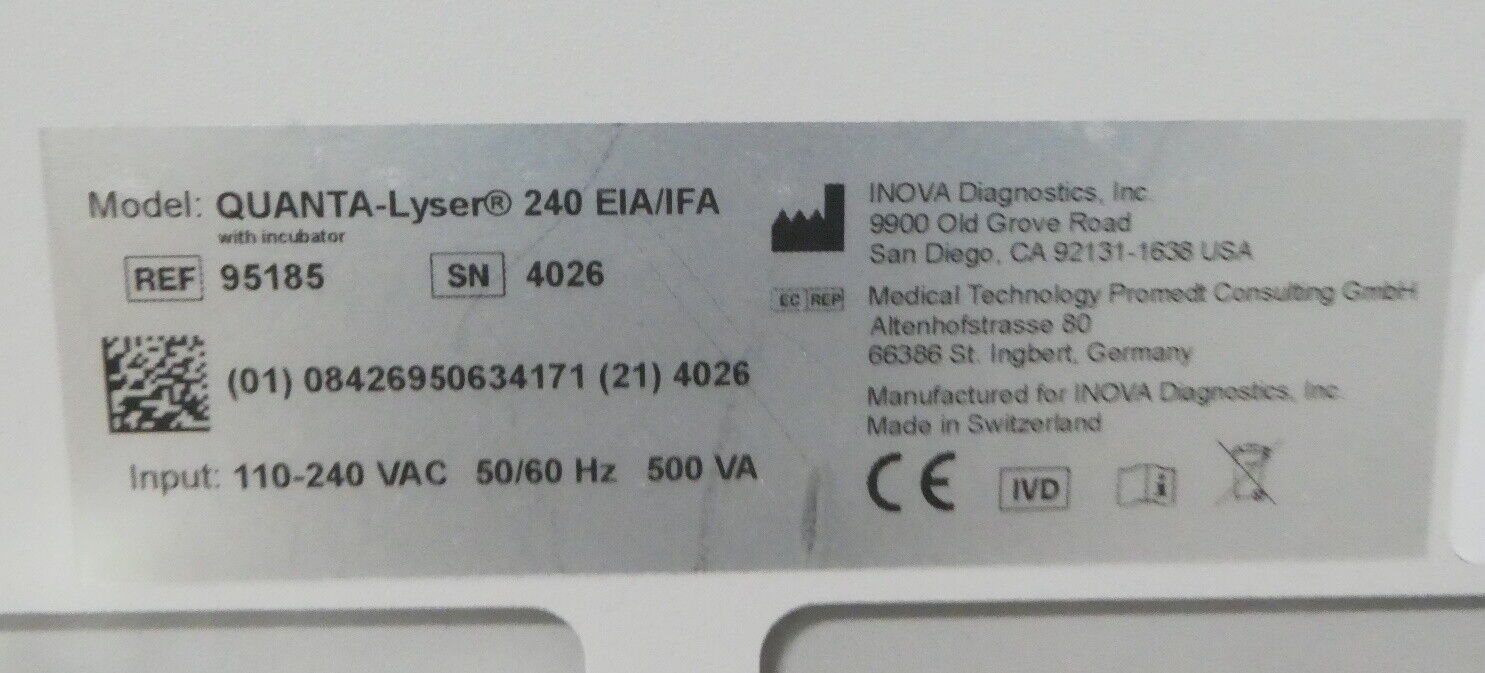 Model: QUANTA-Lyser® 240 EIA/IFA
with incubator
REF 95185 SN 4026
(01) 08426950634171 (21) 4026
Input: 110-240 VAC 50/60 Hz 500 VA
INOVA Diagnostics, Inc.
9900 Old Grove Road
San Diego, CA 92131-1638 USA
EC REP Medical Technology Promedt Consulting GmbH
Altenhofstrasse 80
66386 St. Ingbert, Germany
Manufactured for INOVA Diagnostics, Inc.
Made in Switzerland
CE IVD i